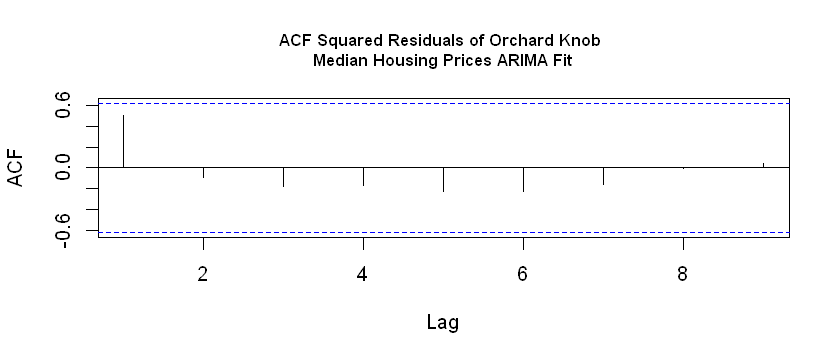 ACF Squared Residuals of Orchard Knob
Median Housing Prices ARIMA Fit
ACF
0.6
0.0
-0.6
2 4 6 8
Lag